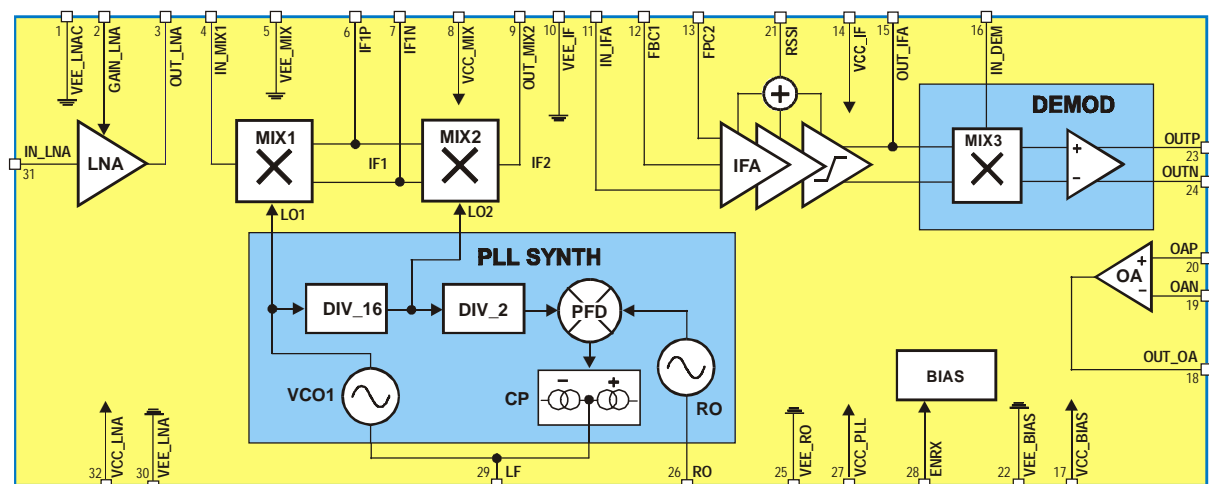 1 VEE_LNAC
2 GAIN_LNA
3 OUT_LNA
4 IN_MIX1
5 VEE_MIX
6 IF1P
7 IF1N
8 VCC_MIX
9 OUT_MIX2
10 VEE_IF
11 IN_IFA
12 FBC1
13 FPC2
21 RSSI
14 VCC_IF
15 OUT_IFA
16 IN_DEM
DEMOD
IN_LNA
31
LNA
MIX1
IF1
MIX2
IF2
LO1
LO2
+
IFA
MIX3
+
−
OUTP
23
OUTN
24
PLL SYNTH
DIV_16
DIV_2
PFD
VCO1
CP
− +
RO
OA
+
−
OAP
20
OAN
19
OUT_OA
18
BIAS
32 VCC_LNA
30 VEE_LNA
29 LF
26 RO
25 VEE_RO
27 VCC_PLL
28 ENRX
22 VEE_BIAS
17 VCC_BIAS